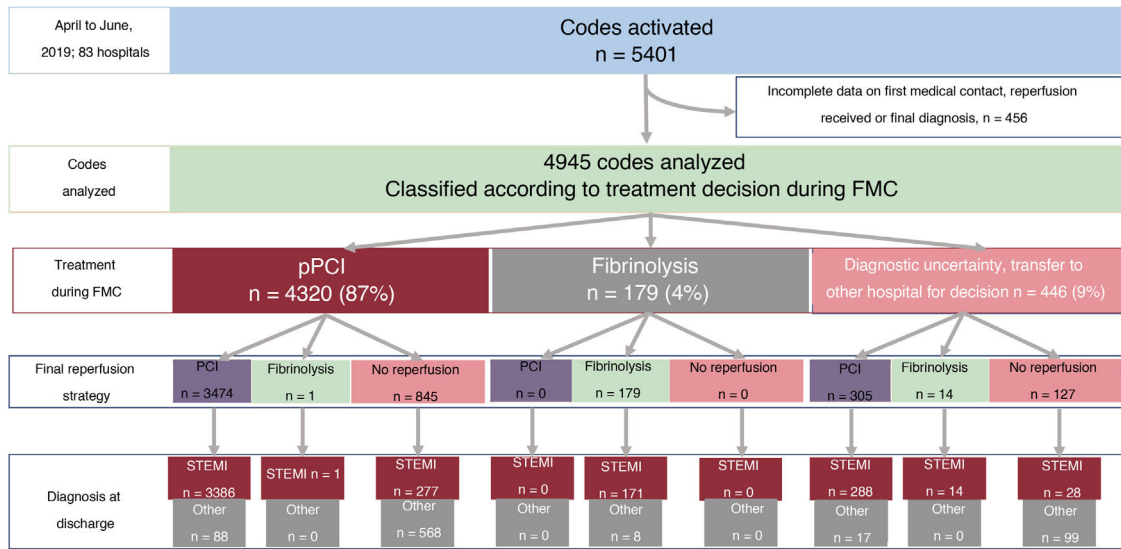 April to June,
2019; 83 hospitals
Codes activated
n = 5401
Incomplete data on first medical contact, reperfusion
received or final diagnosis, n = 456
Codes
analyzed
4945 codes analyzed
Classified according to treatment decision during FMC
Treatment
during FMC
pPCI
n = 4320 (87%)
Fibrinolysis
n = 179 (4%)
Diagnostic uncertainty, transfer to
other hospital for decision n = 446 (9%)
Final reperfusion
strategy
PCI
n = 3474
Fibrinolysis
n = 1
No reperfusion
n = 845
PCI
n = 0
Fibrinolysis
n = 179
No reperfusion
n = 0
PCI
n = 305
Fibrinolysis
n = 14
No reperfusion
n = 127
Diagnosis at
discharge
STEMI
n = 3386
Other
n = 88
STEMI n = 1
Other
n = 0
STEMI
n = 277
Other
n = 568
STEMI
n = 0
Other
n = 0
STEMI
n = 171
Other
n = 8
STEMI
n = 0
Other
n = 0
STEMI
n = 288
Other
n = 17
STEMI
n = 14
Other
n = 0
STEMI
n = 28
Other
n = 99